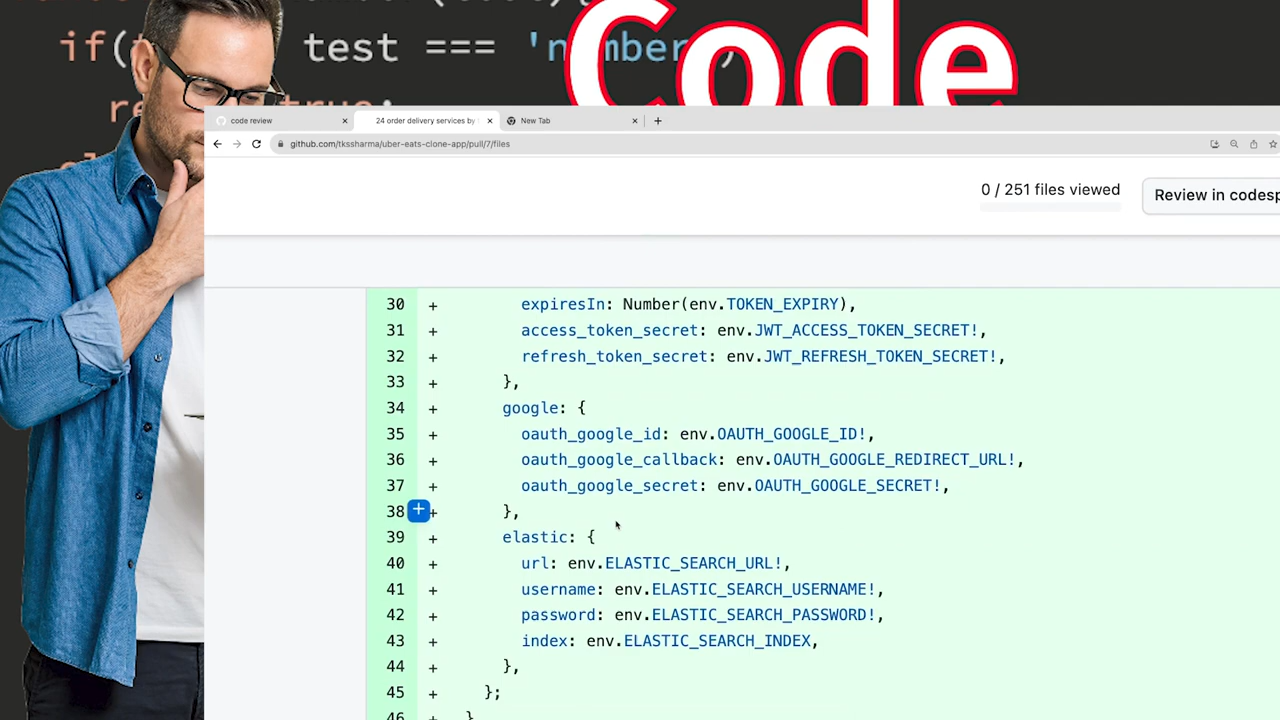 Code
if( test === 'number
re true;
code review
24 order delivery services by
New Tab
github.com/tkssharma/uber-eats-clone-app/pull/7/files
0 / 251 files viewed
Review in codesp
30 + expiresIn: Number(env.TOKEN_EXPIRY),
31 + access_token_secret: env.JWT_ACCESS_TOKEN_SECRET!,
32 + refresh_token_secret: env.JWT_REFRESH_TOKEN_SECRET!,
33 + },
34 + google: {
35 + oauth_google_id: env.OAUTH_GOOGLE_ID!,
36 + oauth_google_callback: env.OAUTH_GOOGLE_REDIRECT_URL!,
37 + oauth_google_secret: env.OAUTH_GOOGLE_SECRET!,
38 + },
39 + elastic: {
40 + url: env.ELASTIC_SEARCH_URL!,
41 + username: env.ELASTIC_SEARCH_USERNAME!,
42 + password: env.ELASTIC_SEARCH_PASSWORD!,
43 + index: env.ELASTIC_SEARCH_INDEX,
44 + },
45 + };
46 + }